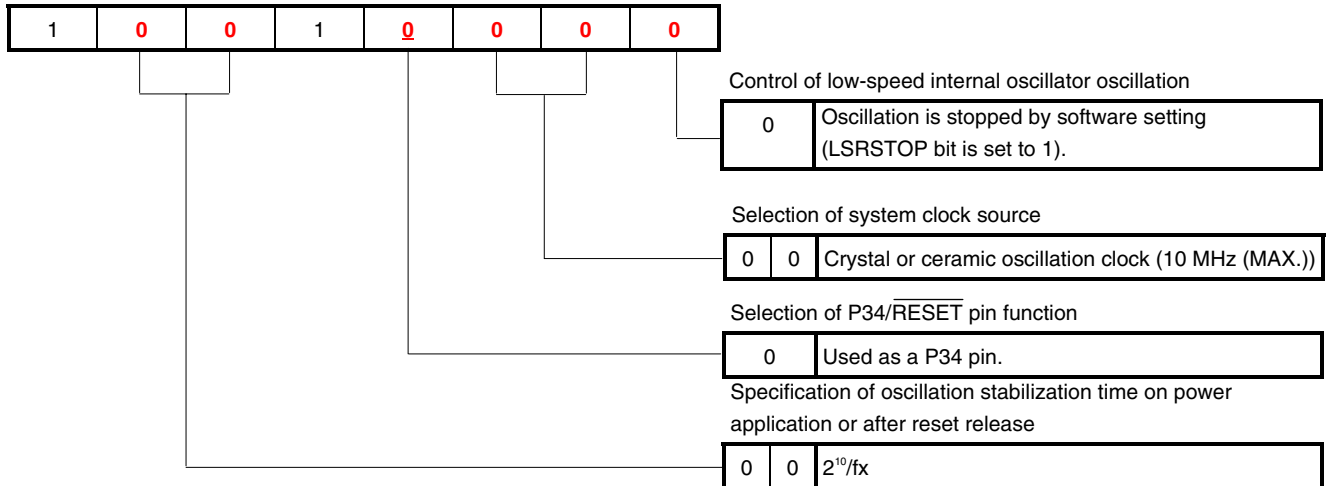 1 0 0 1 0 0 0 0
Control of low-speed internal oscillator oscillation
0 Oscillation is stopped by software setting
(LSRSTOP bit is set to 1).
Selection of system clock source
0 0 Crystal or ceramic oscillation clock (10 MHz (MAX.))
Selection of P34/RESET pin function
0 Used as a P34 pin.
Specification of oscillation stabilization time on power
application or after reset release
0 0 2¹⁰/fx